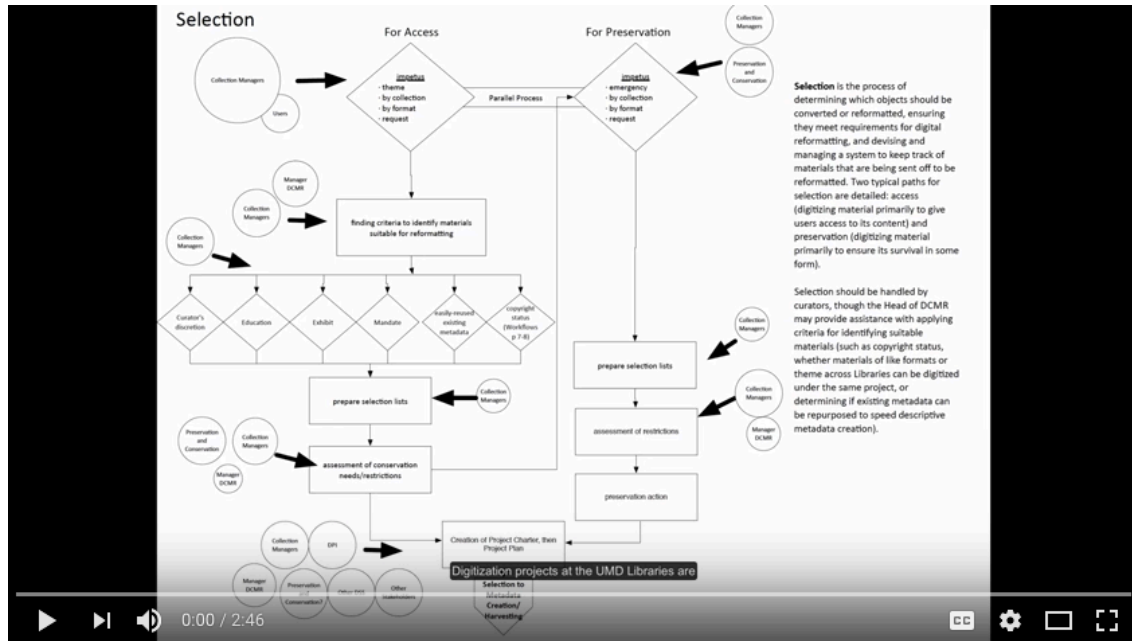 Selection
For Access
For Preservation
Collection
Managers
Preservation
and
Conservation
Collection Managers
Users
impetus
· theme
· by collection
· by format
· request
Parallel Process
impetus
· emergency
· by collection
· by format
· request
Selection is the process of
determining which objects should be
converted or reformatted, ensuring
they meet requirements for digital
reformatting, and devising and
managing a system to keep track of
materials that are being sent off to be
reformatted. Two typical paths for
selection are detailed: access
(digitizing material primarily to give
users access to its content) and
preservation (digitizing material
primarily to ensure its survival in some
form).
Selection should be handled by
curators, though the Head of DCMR
may provide assistance with applying
criteria for identifying suitable
materials (such as copyright status,
whether materials of like formats or
theme across Libraries can be digitized
under the same project, or
determining if existing metadata can
be repurposed to speed descriptive
metadata creation).
Manager
DCMR
Collection
Managers
finding criteria to identify materials
suitable for reformatting
Collection
Managers
Curator's
discretion
Education
Exhibit
Mandate
easily-reused
existing
metadata
copyright
status
(Workflows
p 7-8)
Collection
Managers
prepare selection lists
prepare selection lists
Collection
Managers
Collection
Managers
Manager
DCMR
assessment of restrictions
Preservation
and
Conservation
Collection
Managers
Manager
DCMR
assessment of conservation
needs/restrictions
preservation action
Collection
Managers
DPI
Creation of Project Charter, then
Project Plan
Manager
DCMR
Preservation
and
Conservation?
Other
stakeholders
Digitization projects at the UMD Libraries are
Selection to
Metadata
Creation/
Harvesting
0:00 / 2:46
CC